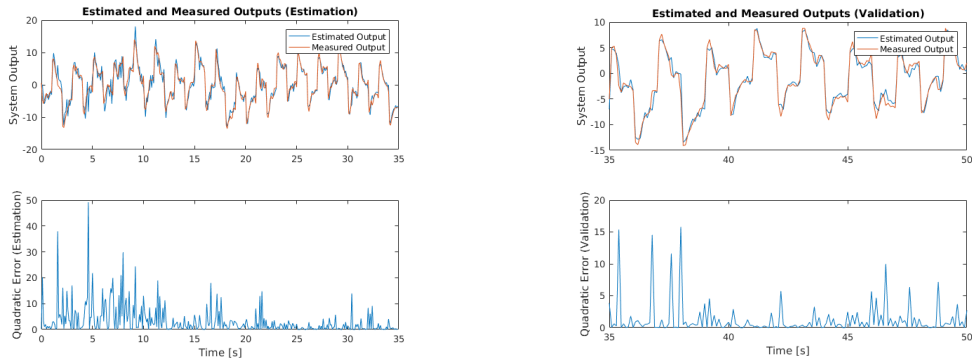 Estimated and Measured Outputs (Estimation)
System Output
20
10
0
-10
-20
Estimated Output
Measured Output
0 5 10 15 20 25 30 35
Quadratic Error (Estimation)
50
40
30
20
10
0
0 5 10 15 20 25 30 35
Time [s]
Estimated and Measured Outputs (Validation)
System Output
10
5
0
-5
-10
-15
Estimated Output
Measured Output
35 40 45 50
Quadratic Error (Validation)
20
15
10
5
0
35 40 45 50
Time [s]